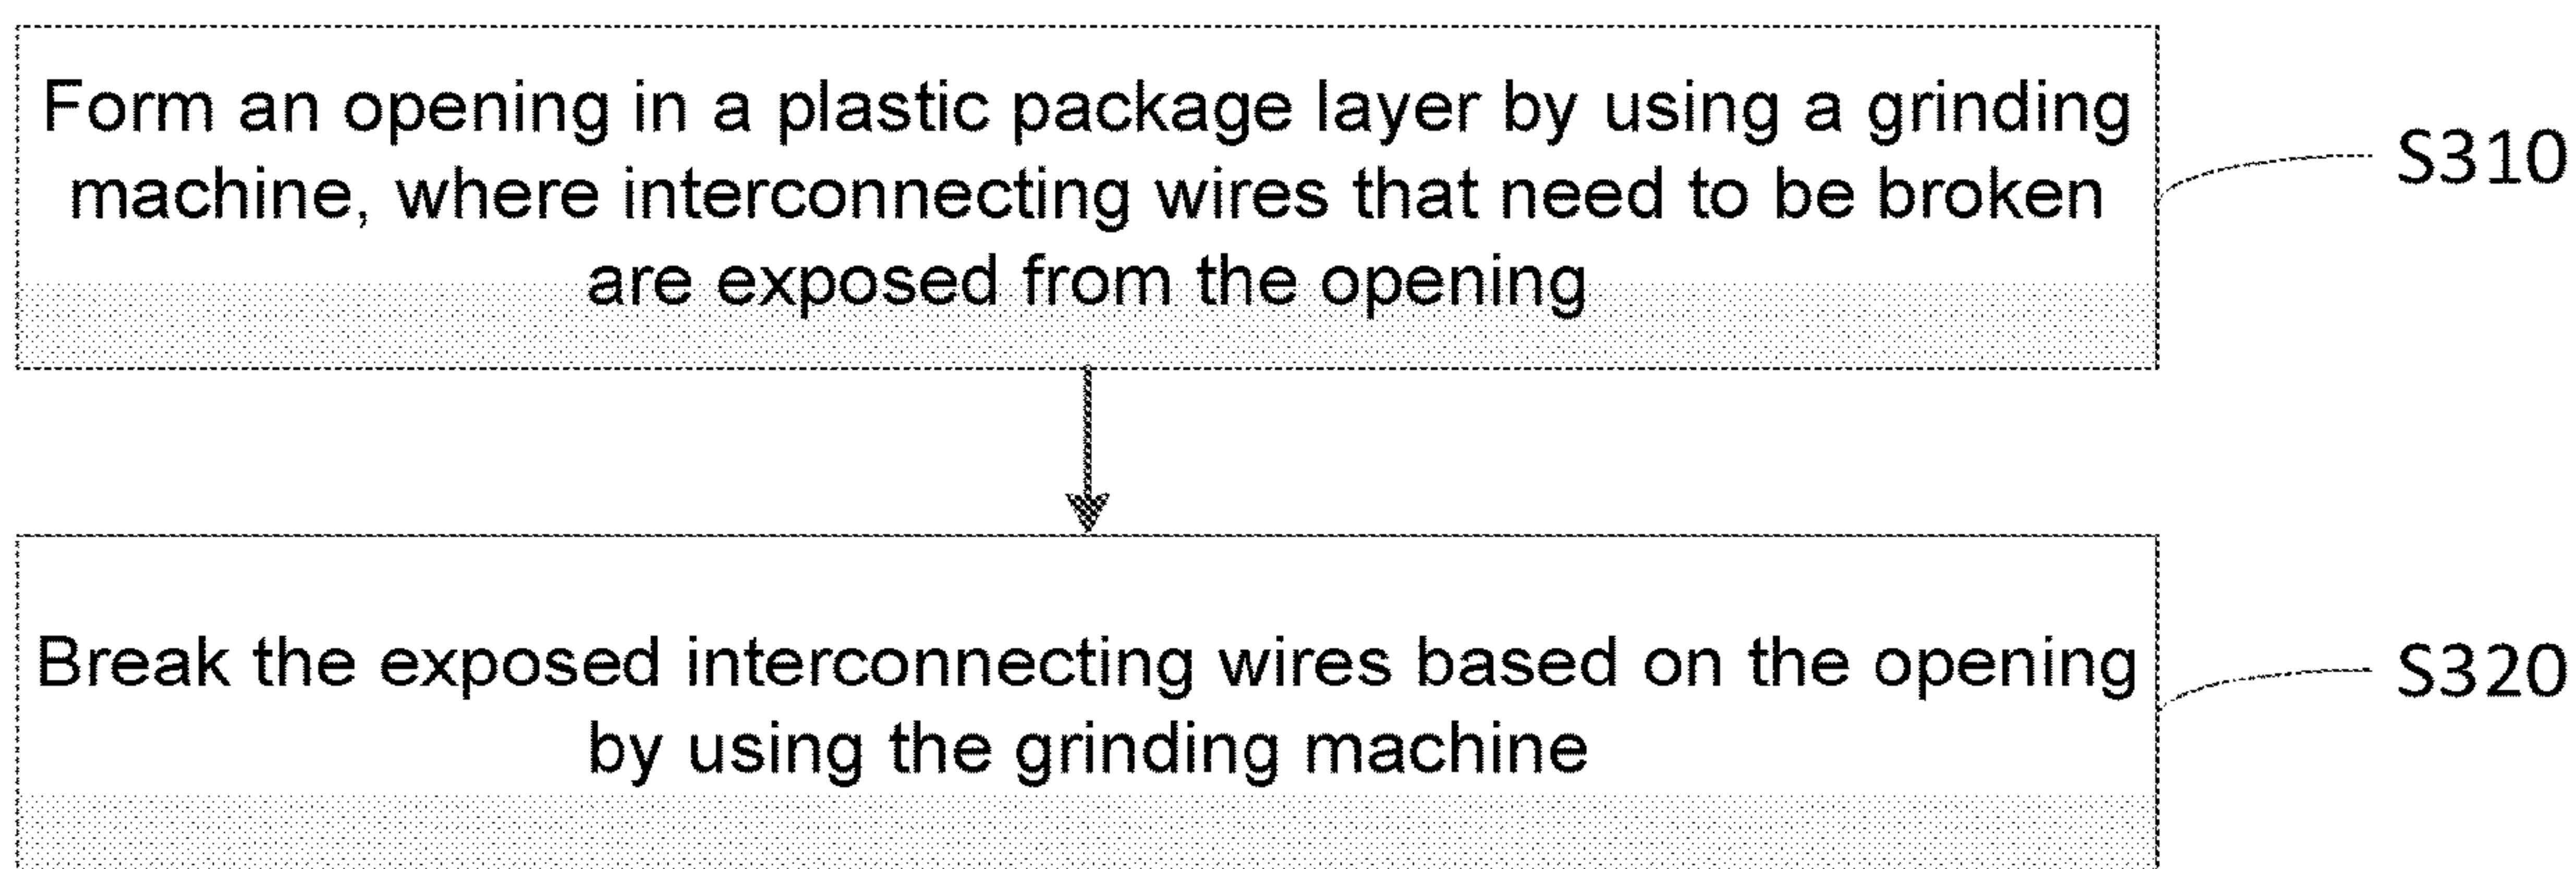 Form an opening in a plastic package layer by using a grinding
machine, where interconnecting wires that need to be broken
are exposed from the opening
S310
Break the exposed interconnecting wires based on the opening
by using the grinding machine
S320